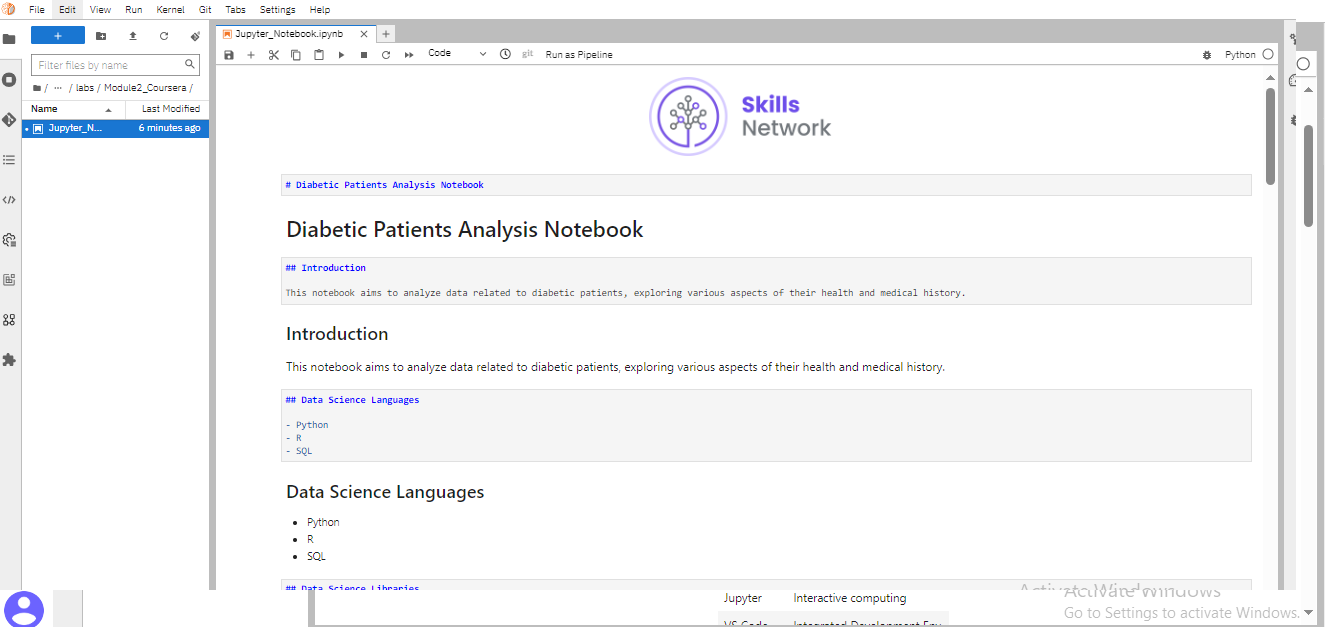 File Edit View Run Kernel Git Tabs Settings Help
+
Jupyter_Notebook.ipynb × +
Filter files by name
Code git Run as Pipeline Python
/ ··· / labs / Module2_Coursera /
Name Last Modified
Jupyter_N... 6 minutes ago
Skills
Network
# Diabetic Patients Analysis Notebook
Diabetic Patients Analysis Notebook
## Introduction
This notebook aims to analyze data related to diabetic patients, exploring various aspects of their health and medical history.
Introduction
This notebook aims to analyze data related to diabetic patients, exploring various aspects of their health and medical history.
## Data Science Languages
- Python
- R
- SQL
Data Science Languages
• Python
• R
• SQL
## Data Science Libraries
Activate Windows
Jupyter Interactive computing
Go to Settings to activate Windows.
VS Code Integrated Development Env